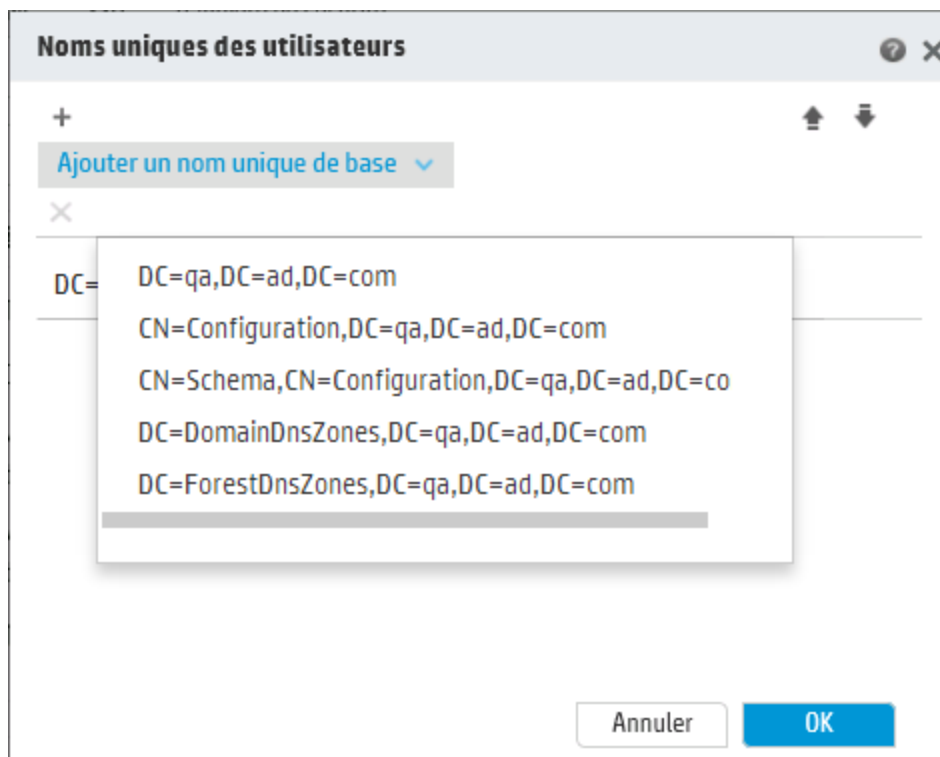 Noms uniques des utilisateurs
Ajouter un nom unique de base
DC=
DC=qa,DC=ad,DC=com
CN=Configuration,DC=qa,DC=ad,DC=com
CN=Schema,CN=Configuration,DC=qa,DC=ad,DC=co
DC=DomainDnsZones,DC=qa,DC=ad,DC=com
DC=ForestDnsZones,DC=qa,DC=ad,DC=com
Annuler OK